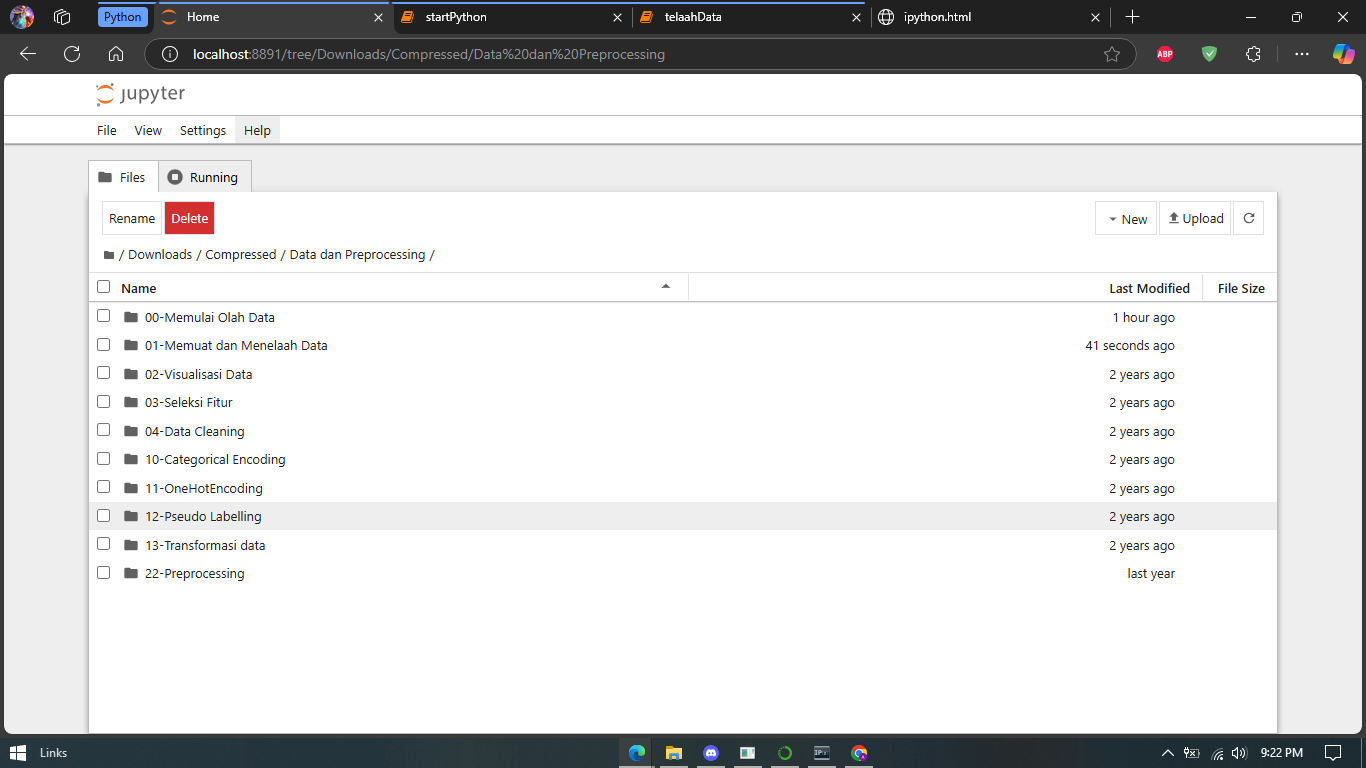 Python Home startPython telaahData ipython.html
localhost:8891/tree/Downloads/Compressed/Data%20dan%20Preprocessing ABP
jupyter
File View Settings Help
Files Running
Rename Delete New Upload
/ Downloads / Compressed / Data dan Preprocessing /
Name Last Modified File Size
00-Memulai Olah Data 1 hour ago
01-Memuat dan Menelaah Data 41 seconds ago
02-Visualisasi Data 2 years ago
03-Seleksi Fitur 2 years ago
04-Data Cleaning 2 years ago
10-Categorical Encoding 2 years ago
11-OneHotEncoding 2 years ago
12-Pseudo Labelling 2 years ago
13-Transformasi data 2 years ago
22-Preprocessing last year
Links 9:22 PM